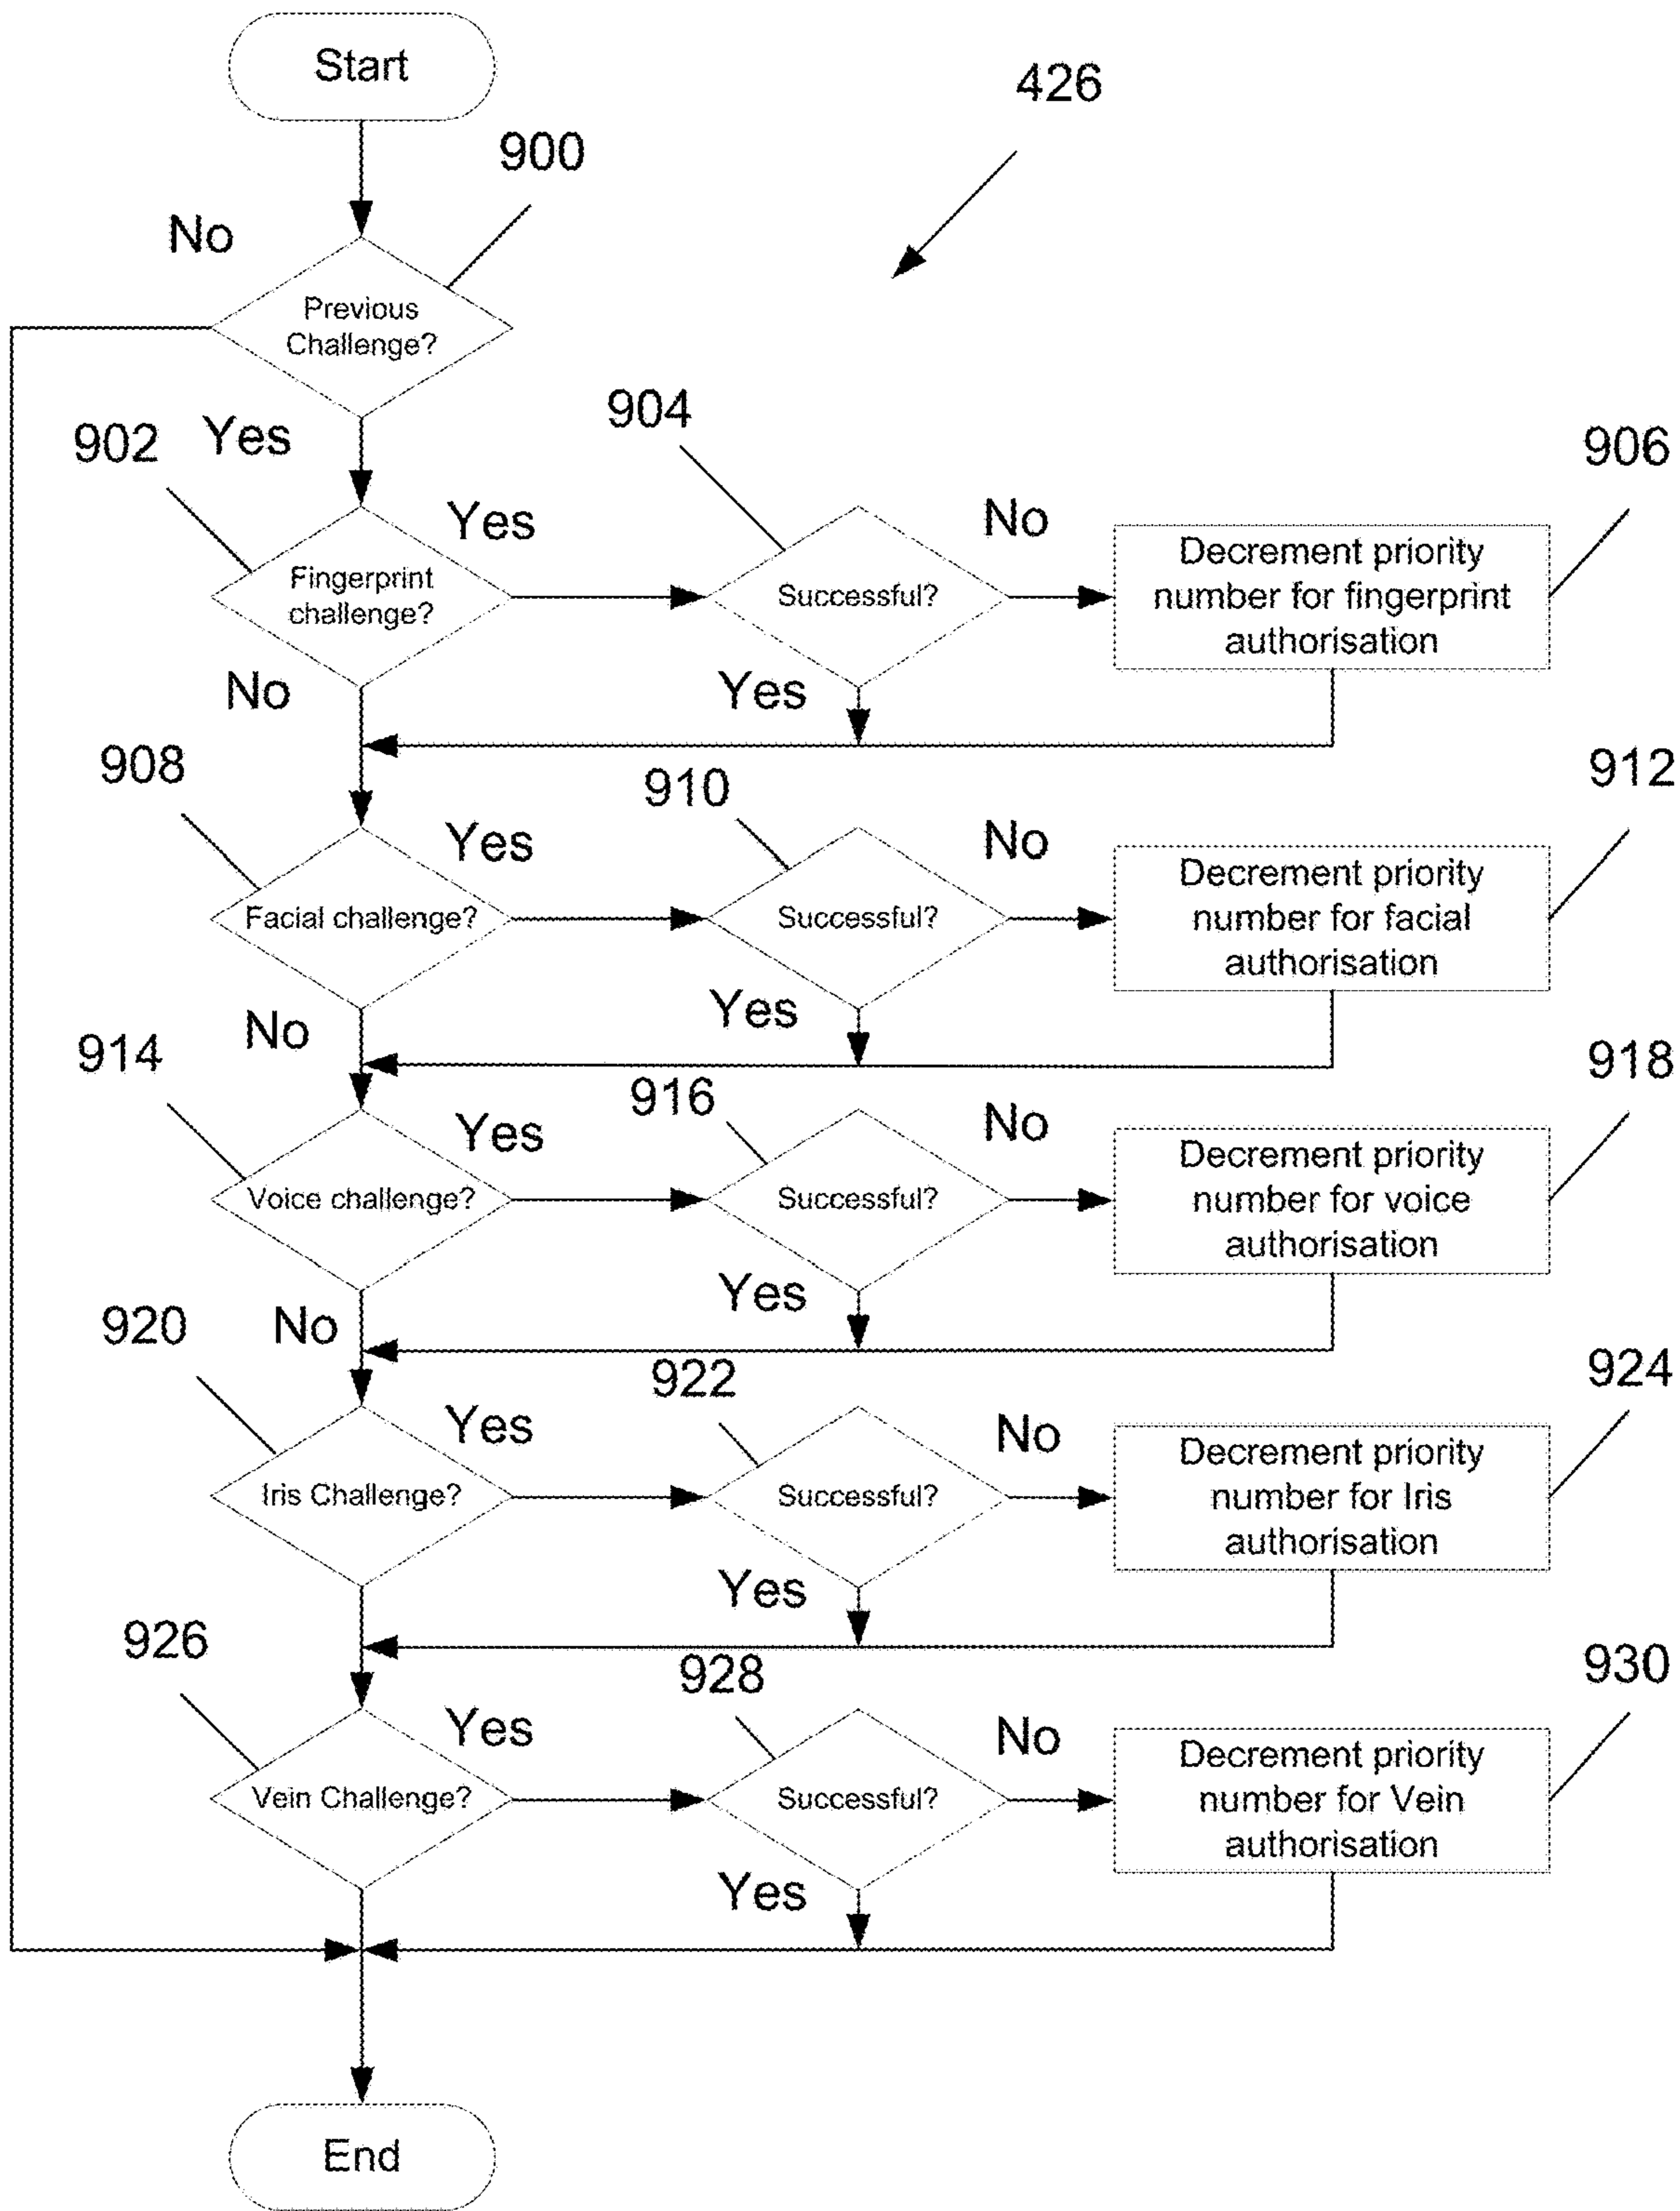 Start
426
900
No
Previous
Challenge?
Yes
902
904
906
Yes
No
Fingerprint
challenge?
Successful?
Decrement priority
number for fingerprint
authorisation
No
Yes
908
910
912
Yes
No
Facial challenge?
Successful?
Decrement priority
number for facial
authorisation
No
Yes
914
916
918
Yes
No
Voice challenge?
Successful?
Decrement priority
number for voice
authorisation
No
Yes
920
922
924
Yes
No
Iris Challenge?
Successful?
Decrement priority
number for Iris
authorisation
Yes
926
928
930
Yes
No
Vein Challenge?
Successful?
Decrement priority
number for Vein
authorisation
Yes
End